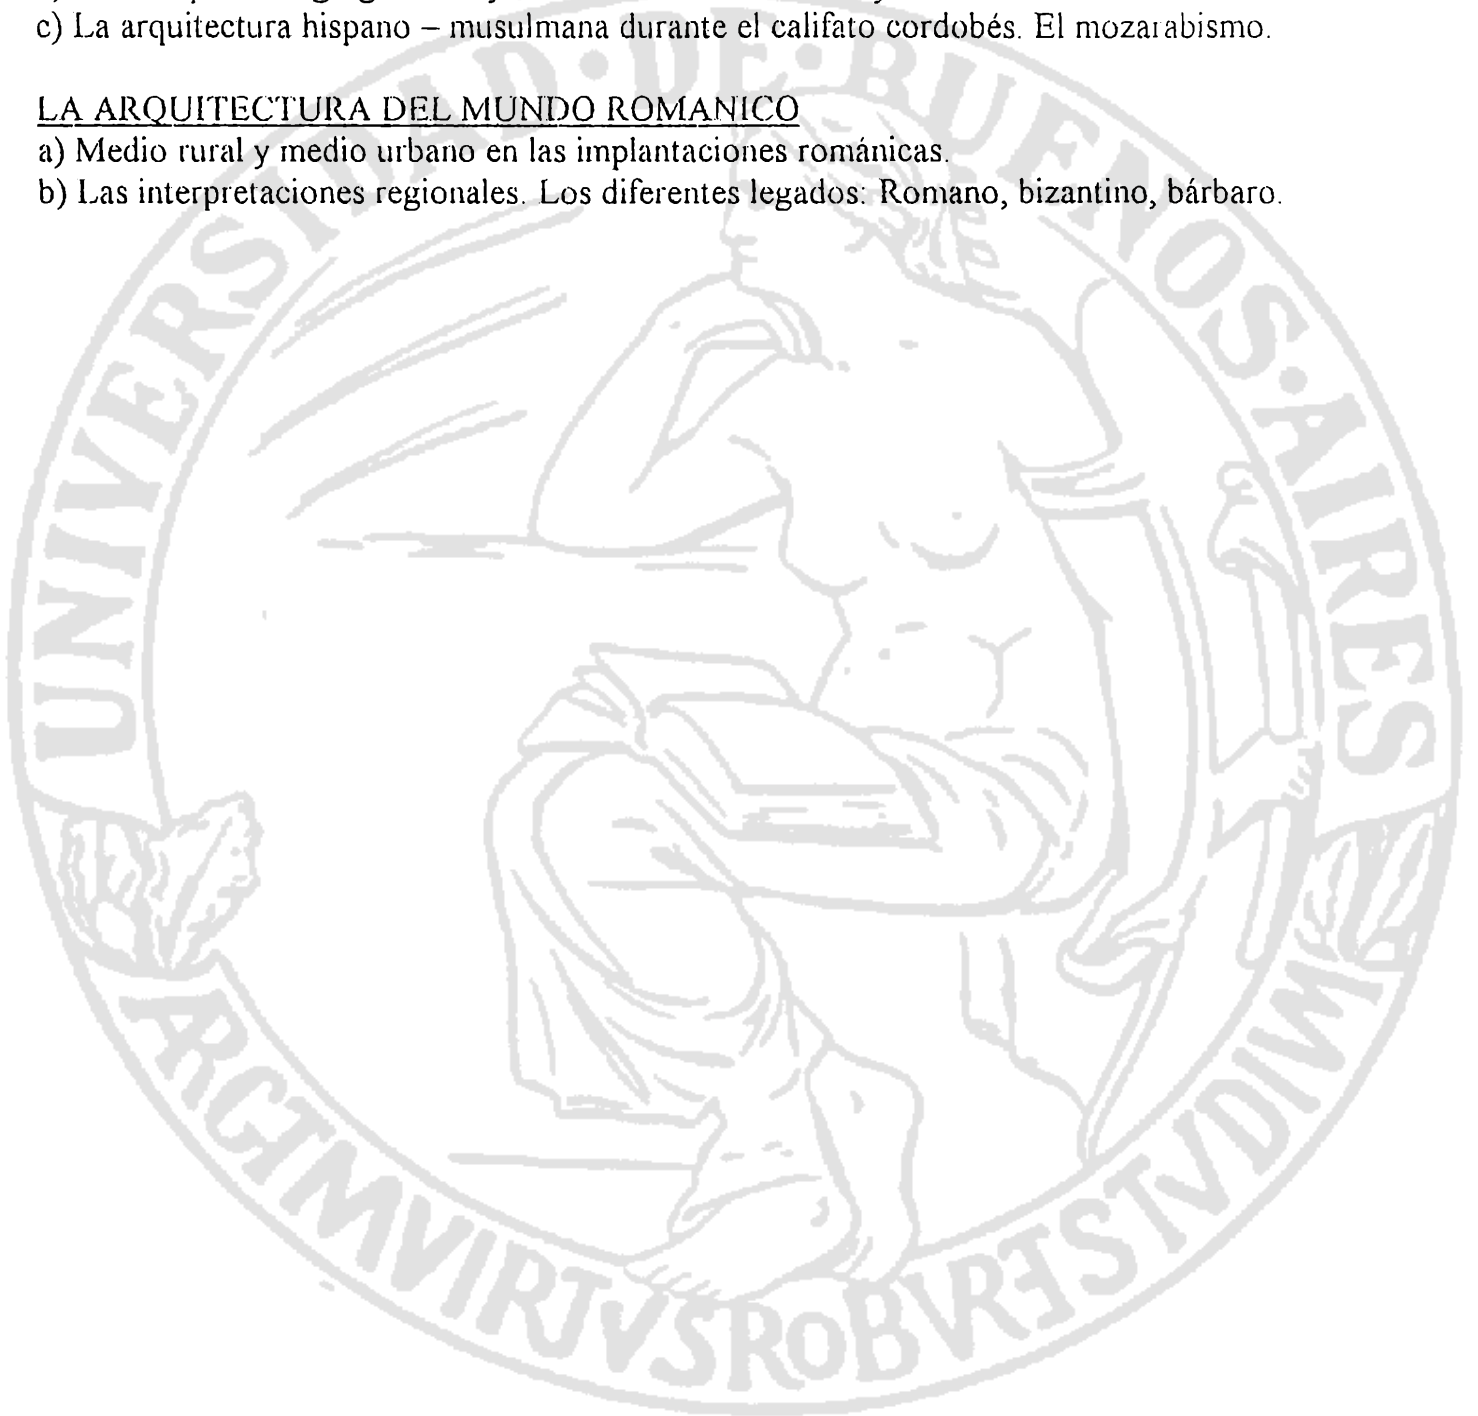 c) La arquitectura hispano – musulmana durante el califato cordobés. El mozarabismo.
LA ARQUITECTURA DEL MUNDO ROMANICO
a) Medio rural y medio urbano en las implantaciones románicas.
b) Las interpretaciones regionales. Los diferentes legados: Romano, bizantino, bárbaro.
UNIVERSIDAD·DE·BUENOS·AIRES
ARGTMVIRTVSROBVRETSTVDIVM